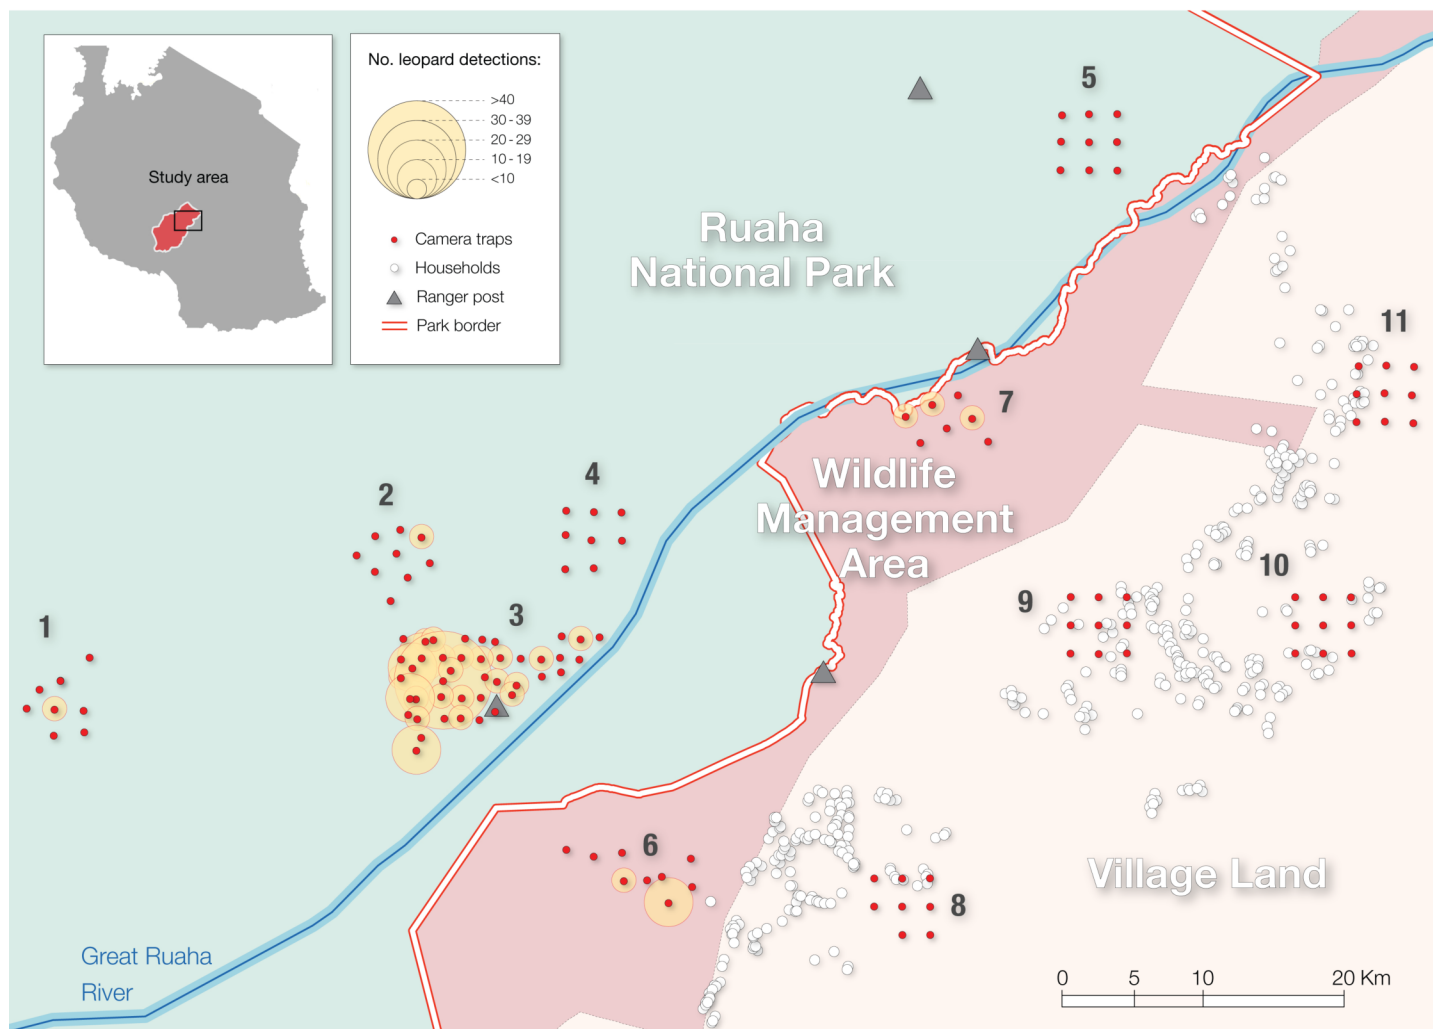 Study area
No. leopard detections:
>40
30 - 39
20 - 29
10 - 19
<10
Camera traps
Households
Ranger post
Park border
5
Ruaha
National Park
11
7
4
2
Wildlife
Management
Area
10
9
3
1
6
8
Village Land
Great Ruaha
River
0 5 10 20 Km